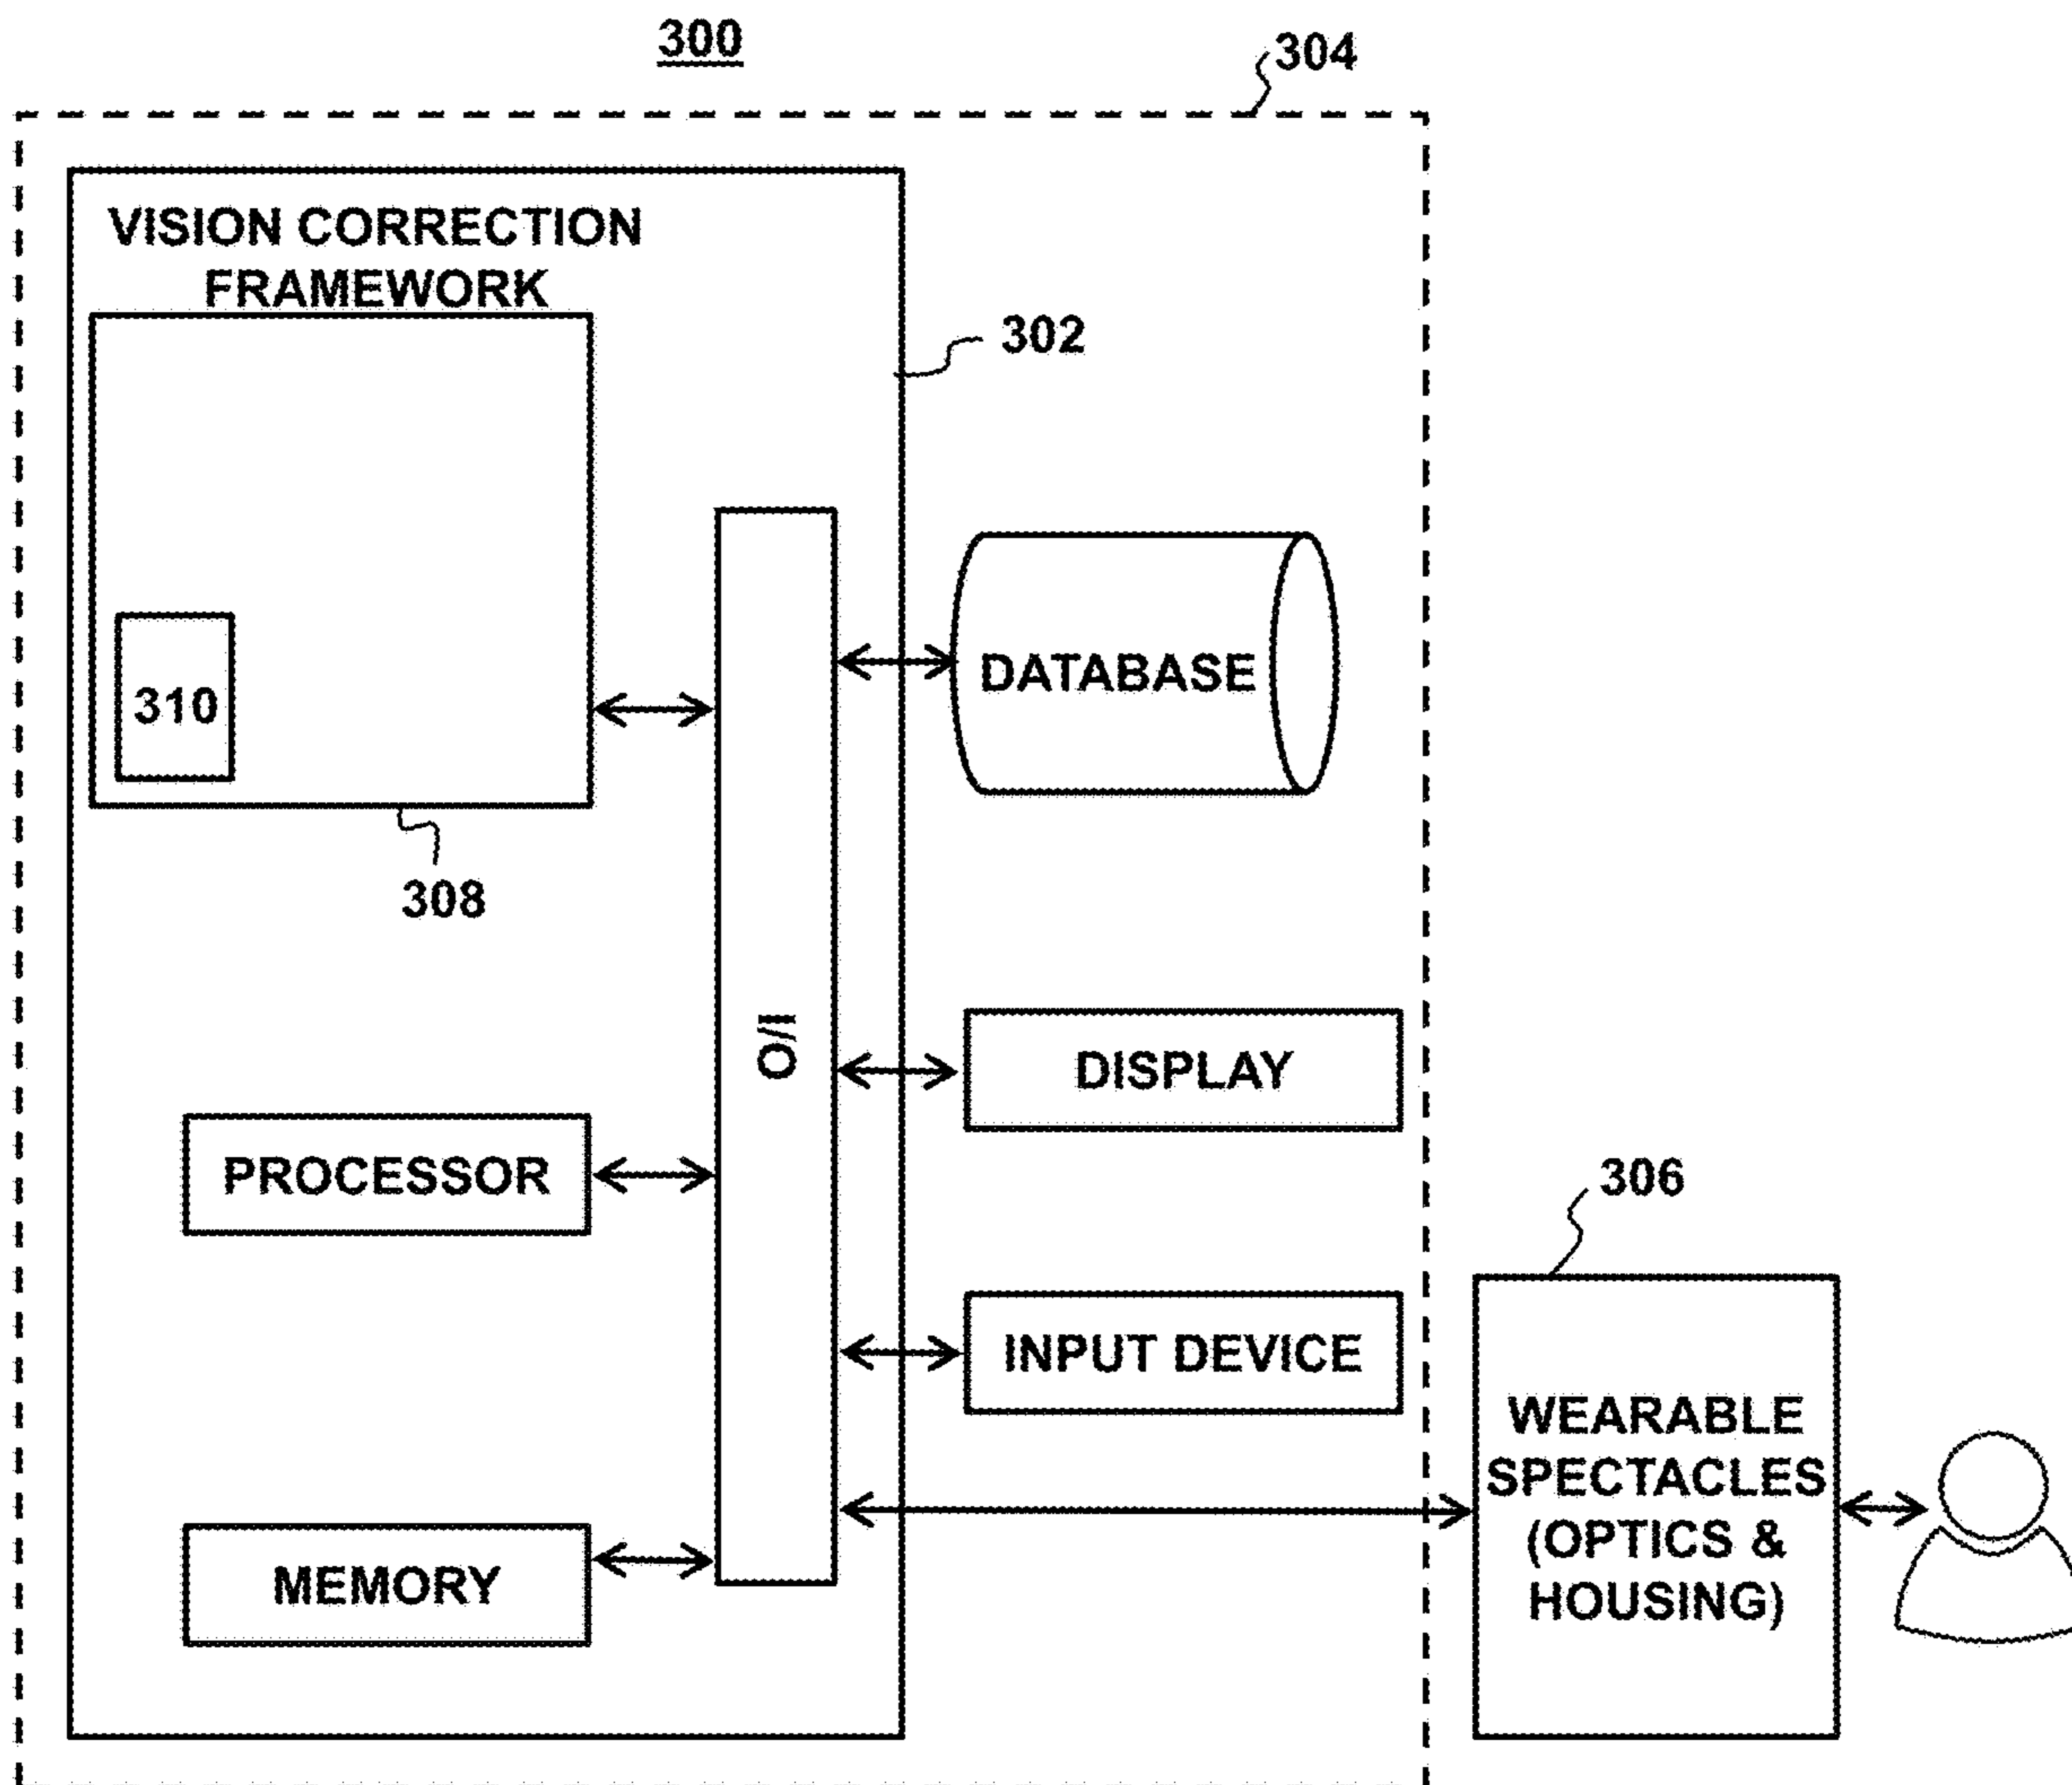 300
304
VISION CORRECTION
FRAMEWORK
302
310
DATABASE
308
O/I
DISPLAY
PROCESSOR
306
INPUT DEVICE
WEARABLE
SPECTACLES
(OPTICS &
HOUSING)
MEMORY